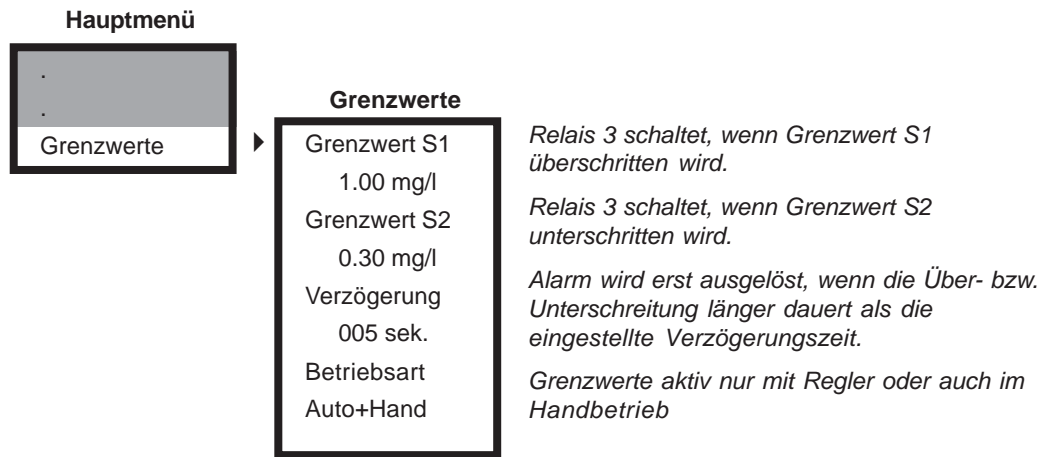 Hauptmenü
.
.
Grenzwerte
Grenzwerte
Grenzwert S1
1.00 mg/l
Grenzwert S2
0.30 mg/l
Verzögerung
005 sek.
Betriebsart
Auto+Hand
Relais 3 schaltet, wenn Grenzwert S1
überschritten wird.
Relais 3 schaltet, wenn Grenzwert S2
unterschritten wird.
Alarm wird erst ausgelöst, wenn die Über- bzw.
Unterschreitung länger dauert als die
eingestellte Verzögerungszeit.
Grenzwerte aktiv nur mit Regler oder auch im
Handbetrieb